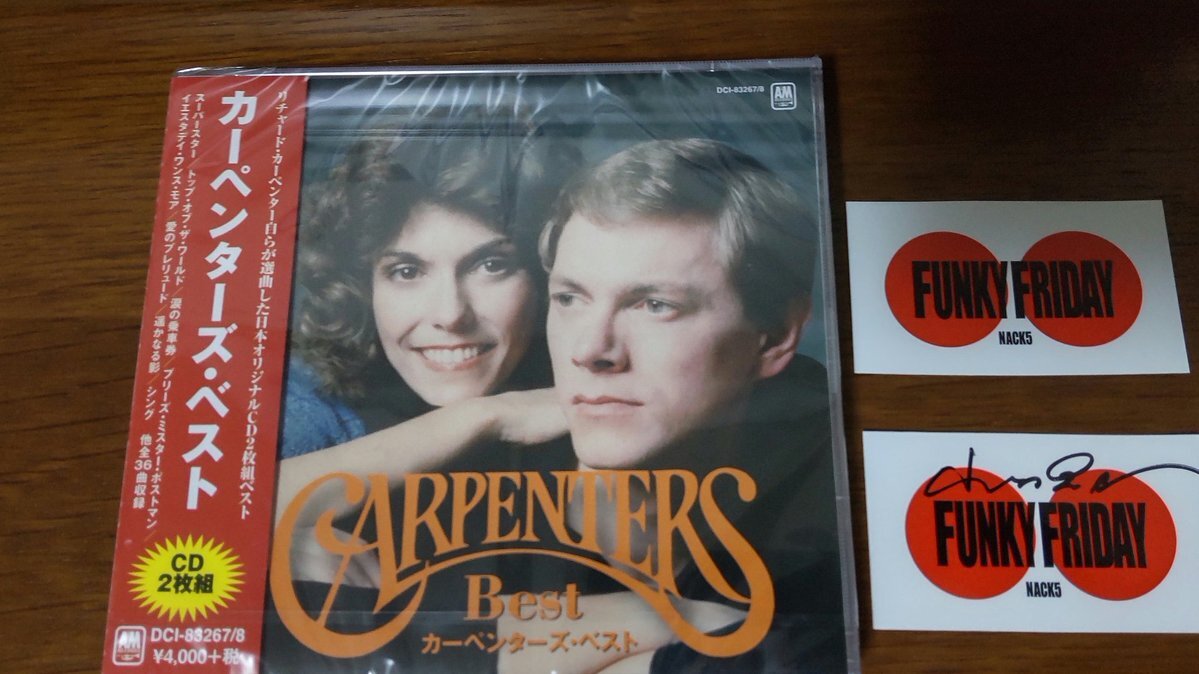 リチャード・カーペンター自らが選曲した日本オリジナルCD2枚組ベスト
カーペンターズ・ベスト
スーパースター/トップ・オブ・ザ・ワールド/涙の乗車券/プリーズ・ミスター・ポストマン/
イエスタデイ・ワンス・モア/愛のプレリュード/遥かなる影/シング 他全36曲収録
CD
2枚組
A&M
DCI-83267/8
¥4,000+税
DCI-83267/8
A&M
CARPENTERS
Best
カーペンターズ・ベスト
FUNKY FRIDAY
NACK5
FUNKY FRIDAY
NACK5